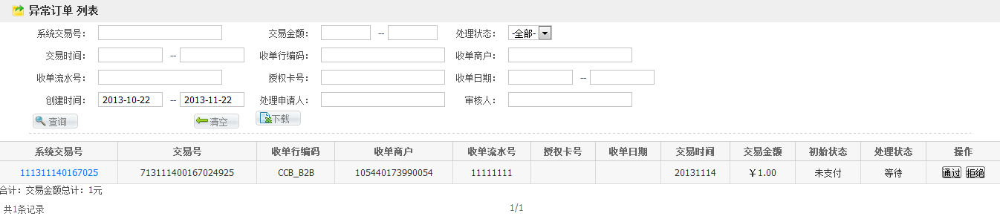 异常订单 列表
系统交易号: 交易金额: -- 处理状态: -全部-
交易时间: -- 收单行编码: 收单商户:
收单流水号: 授权卡号: 收单日期: --
创建时间: 2013-10-22 -- 2013-11-22 处理申请人: 审核人:
查询 清空 下载
系统交易号 交易号 收单行编码 收单商户 收单流水号 授权卡号 收单日期 交易时间 交易金额 初始状态 处理状态 操作
111311140167025 713111400167024925 CCB_B2B 105440173990054 11111111 20131114 ￥1.00 未支付 等待 通过 拒绝
合计: 交易金额总计: 1元
共1条记录 1/1